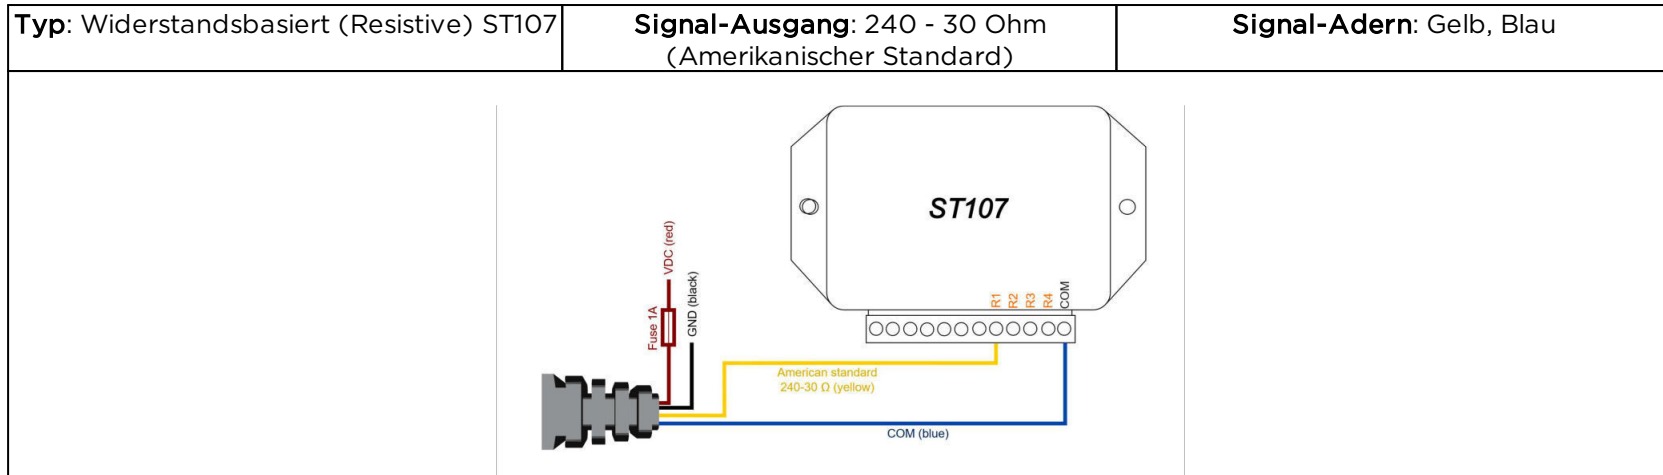 Typ: Widerstandsbasiert (Resistive) ST107
Signal-Ausgang: 240 - 30 Ohm
(Amerikanischer Standard)
Signal-Adern: Gelb, Blau
ST107
VDC (red)
Fuse 1A
GND (black)
R1
R2
R3
R4
COM
American standard
240-30 Ω (yellow)
COM (blue)